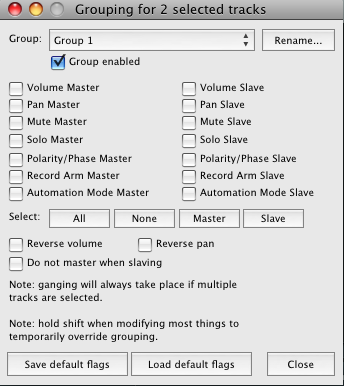 Grouping for 2 selected tracks
Group: Group 1 Rename...
Group enabled
Volume Master Volume Slave
Pan Master Pan Slave
Mute Master Mute Slave
Solo Master Solo Slave
Polarity/Phase Master Polarity/Phase Slave
Record Arm Master Record Arm Slave
Automation Mode Master Automation Mode Slave
Select: All None Master Slave
Reverse volume Reverse pan
Do not master when slaving
Note: ganging will always take place if multiple
tracks are selected.
Note: hold shift when modifying most things to
temporarily override grouping.
Save default flags Load default flags Close